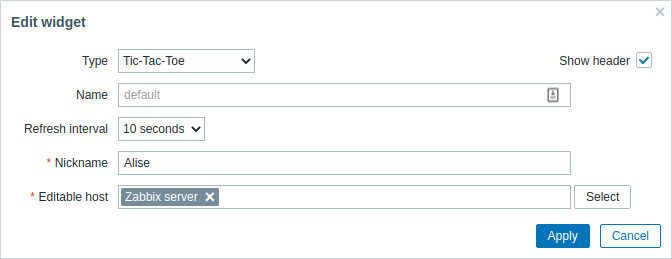 Edit widget
Type Tic-Tac-Toe Show header
Name default
Refresh interval 10 seconds
* Nickname Alise
* Editable host Zabbix server Select
Apply Cancel